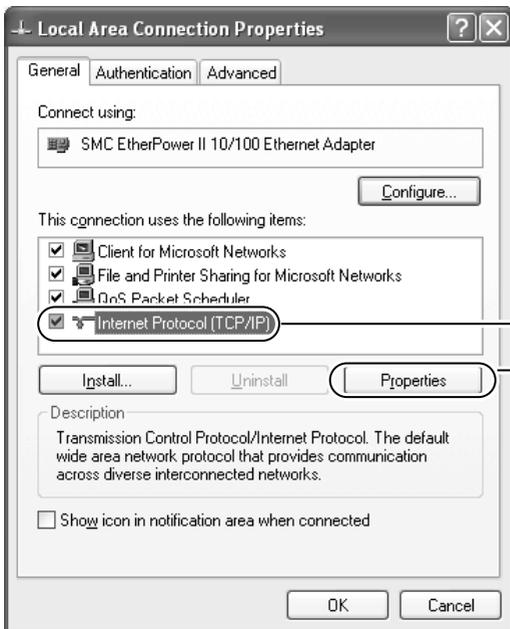 Local Area Connection Properties
General Authentication Advanced
Connect using:
SMC EtherPower II 10/100 Ethernet Adapter
Configure...
This connection uses the following items:
Client for Microsoft Networks
File and Printer Sharing for Microsoft Networks
QoS Packet Scheduler
Internet Protocol (TCP/IP)
Install... Uninstall Properties
Description
Transmission Control Protocol/Internet Protocol. The default
wide area network protocol that provides communication
across diverse interconnected networks.
Show icon in notification area when connected
OK Cancel